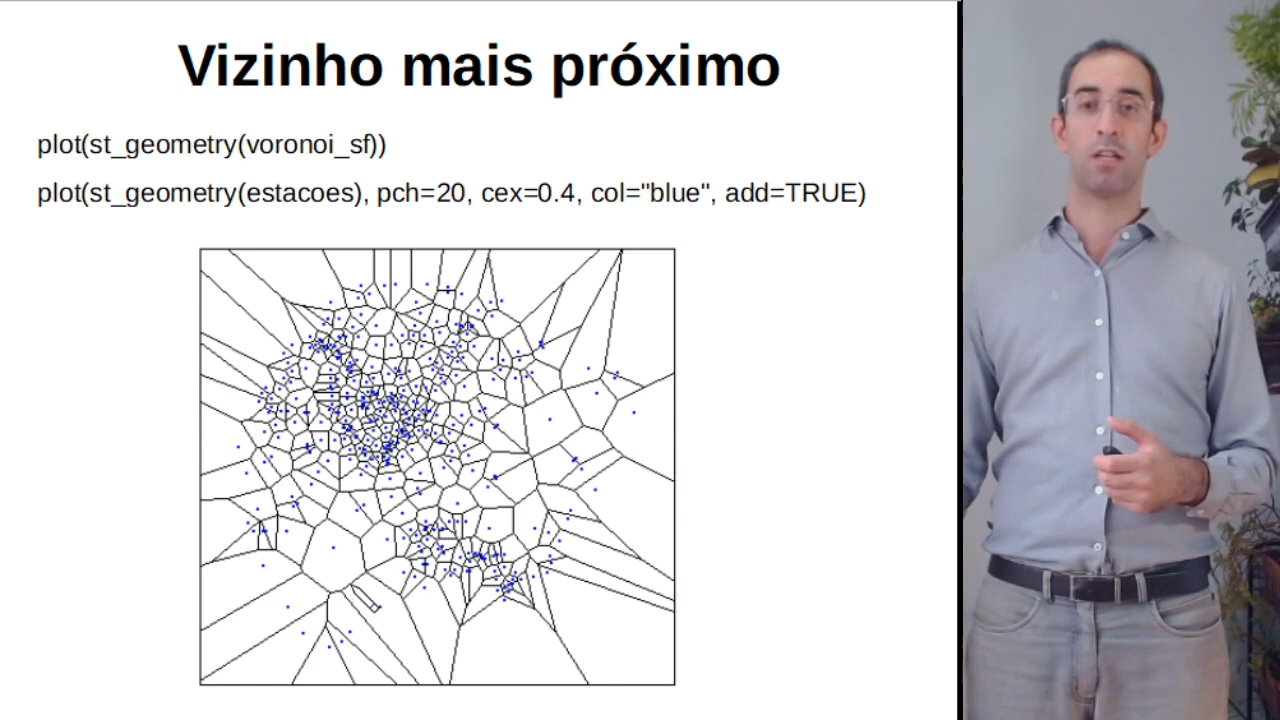 Vizinho mais próximo
plot(st_geometry(voronoi_sf))
plot(st_geometry(estacoes), pch=20, cex=0.4, col="blue", add=TRUE)